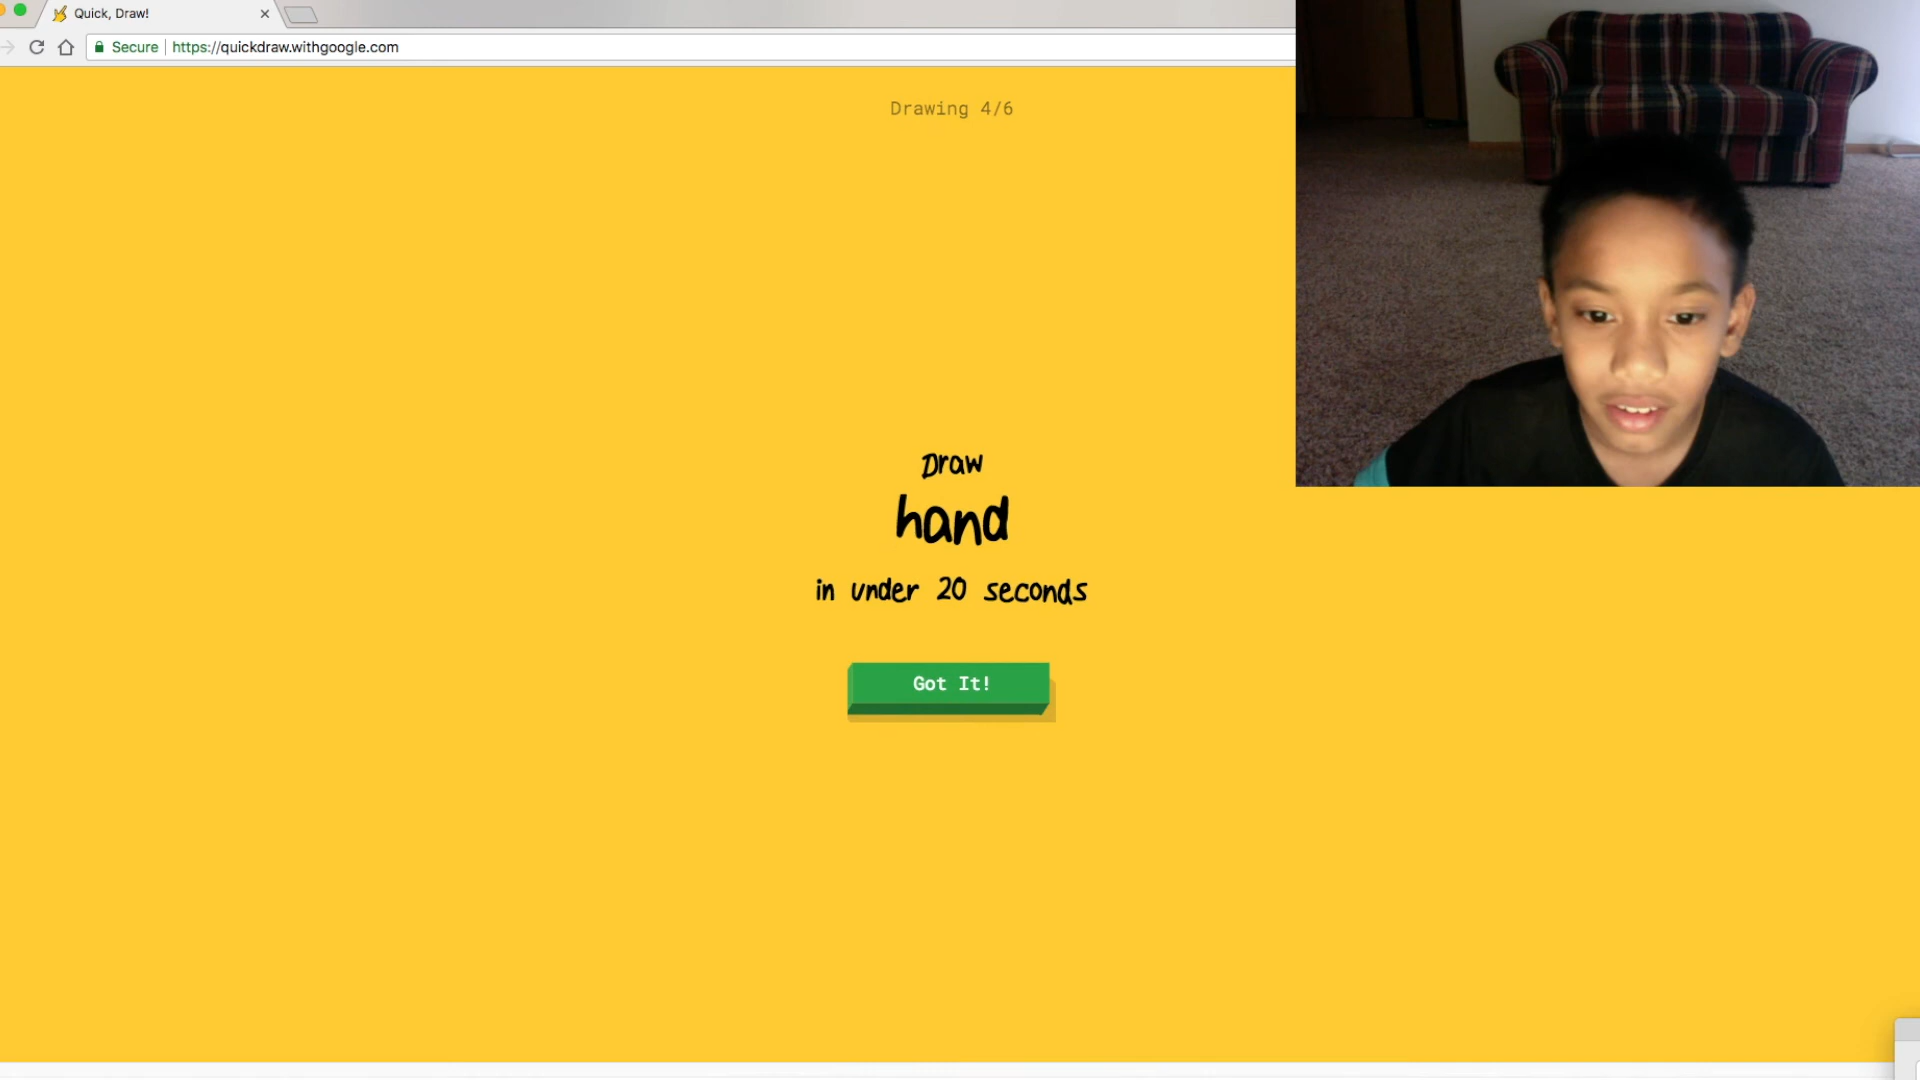 Quick, Draw!
Secure https://quickdraw.withgoogle.com
Drawing 4/6
Draw
hand
in under 20 seconds
Got It!